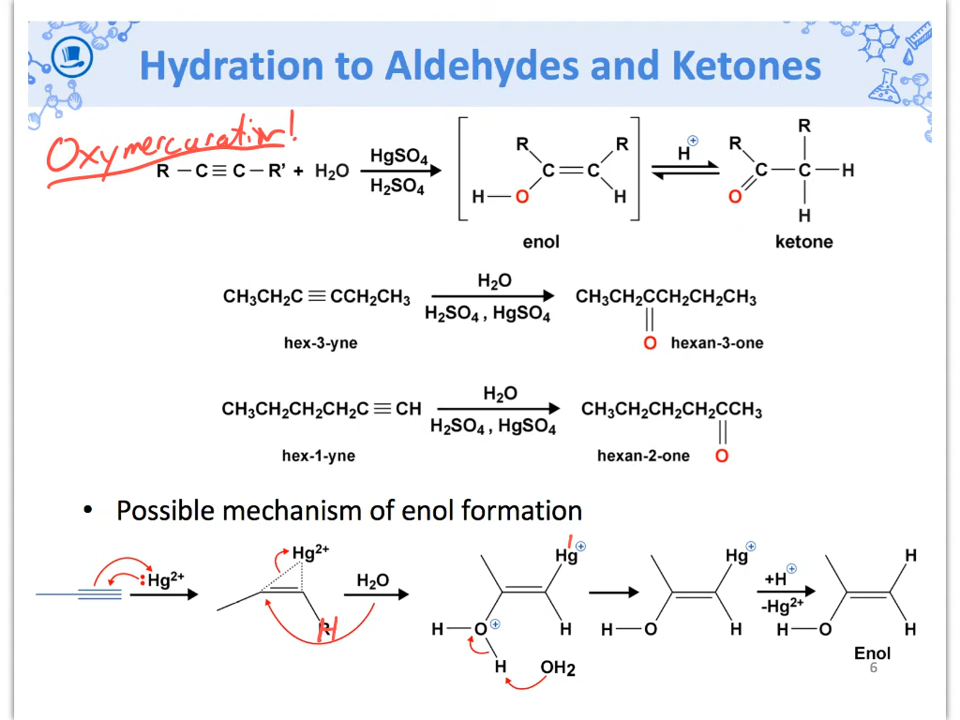 Hydration to Aldehydes and Ketones
Oxymercuration!
R – C ≡ C – R' + H₂O
HgSO₄
H₂SO₄
R R
C = C
H — O H
enol
H⊕
R R
C — C — H
O H
ketone
CH₃CH₂C ≡ CCH₂CH₃
H₂O
H₂SO₄ , HgSO₄
CH₃CH₂CCH₂CH₂CH₃
O
hex-3-yne
hexan-3-one
CH₃CH₂CH₂CH₂C ≡ CH
H₂O
H₂SO₄ , HgSO₄
CH₃CH₂CH₂CH₂CCH₃
O
hex-1-yne
hexan-2-one
• Possible mechanism of enol formation
:Hg²⁺
Hg²⁺
H
H₂O
Hg⊕
H — O⊕ H
H OH2
Hg⊕
H — O H
+H⊕
-Hg²⁺
H
H — O H
Enol
6